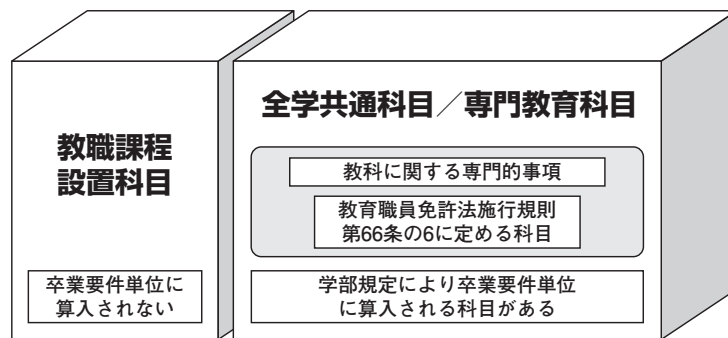 教職課程
設置科目
卒業要件単位に
算入されない
全学共通科目／専門教育科目
教科に関する専門的事項
教育職員免許法施行規則
第66条の6に定める科目
学部規定により卒業要件単位
に算入される科目がある